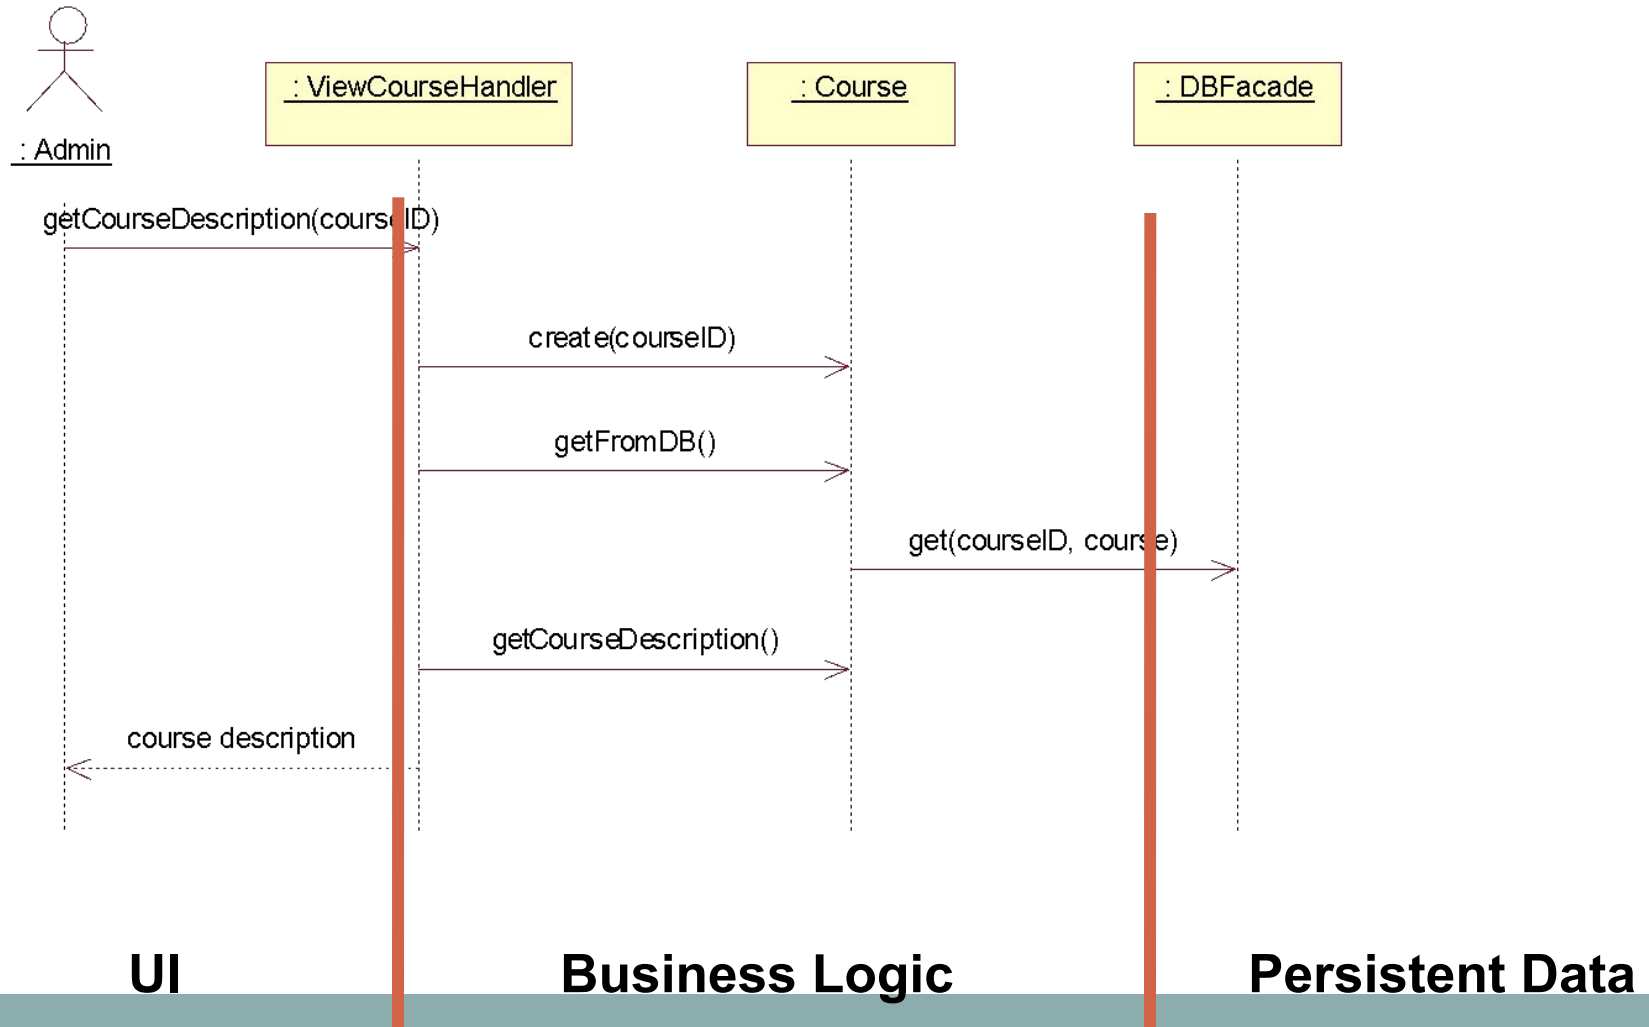 : ViewCourseHandler
: Course
: DBFacade
: Admin
getCourseDescription(courseID)
create(courseID)
getFromDB()
get(courseID, course)
getCourseDescription()
course description
UI
Business Logic
Persistent Data